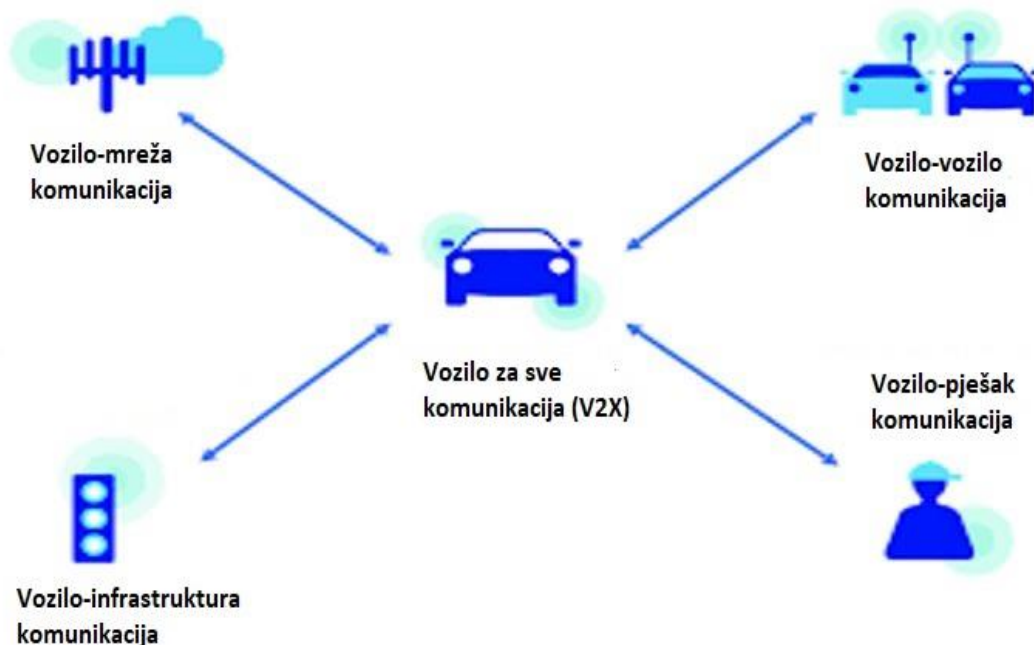 Vozilo-mreža
komunikacija
Vozilo-vozilo
komunikacija
Vozilo za sve
komunikacija (V2X)
Vozilo-pješak
komunikacija
Vozilo-infrastruktura
komunikacija